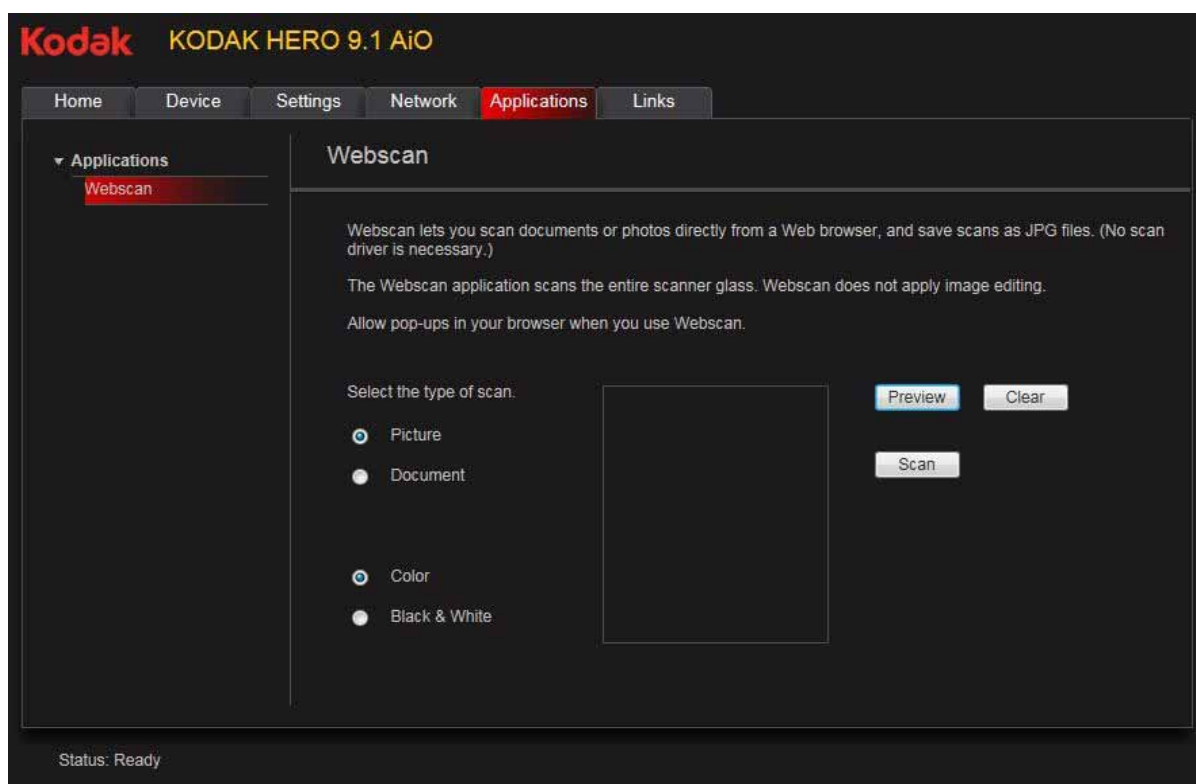 Kodak KODAK HERO 9.1 AiO
Home Device Settings Network Applications Links
Applications
Webscan
Webscan
Webscan lets you scan documents or photos directly from a Web browser, and save scans as JPG files. (No scan
driver is necessary.)
The Webscan application scans the entire scanner glass. Webscan does not apply image editing.
Allow pop-ups in your browser when you use Webscan.
Select the type of scan.
Preview Clear
Picture
Scan
Document
Color
Black & White
Status: Ready